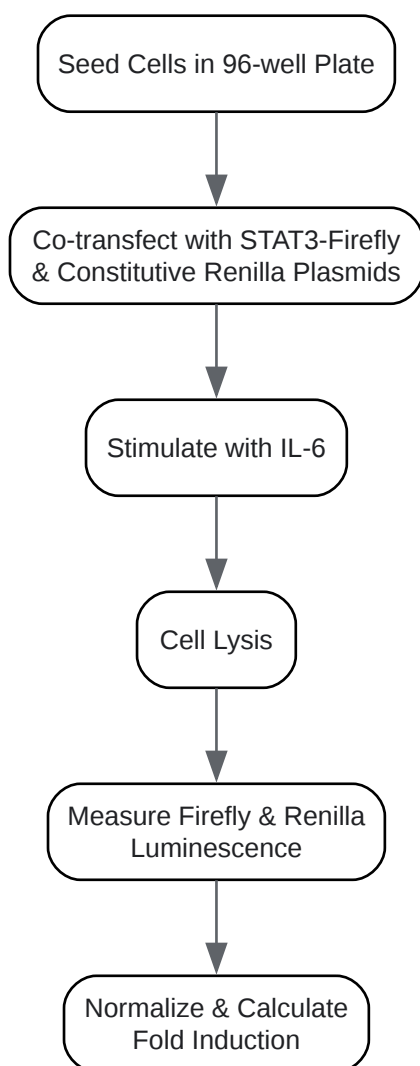 Seed Cells in 96-well Plate
Co-transfect with STAT3-Firefly
& Constitutive Renilla Plasmids
Stimulate with IL-6
Cell Lysis
Measure Firefly & Renilla
Luminescence
Normalize & Calculate
Fold Induction